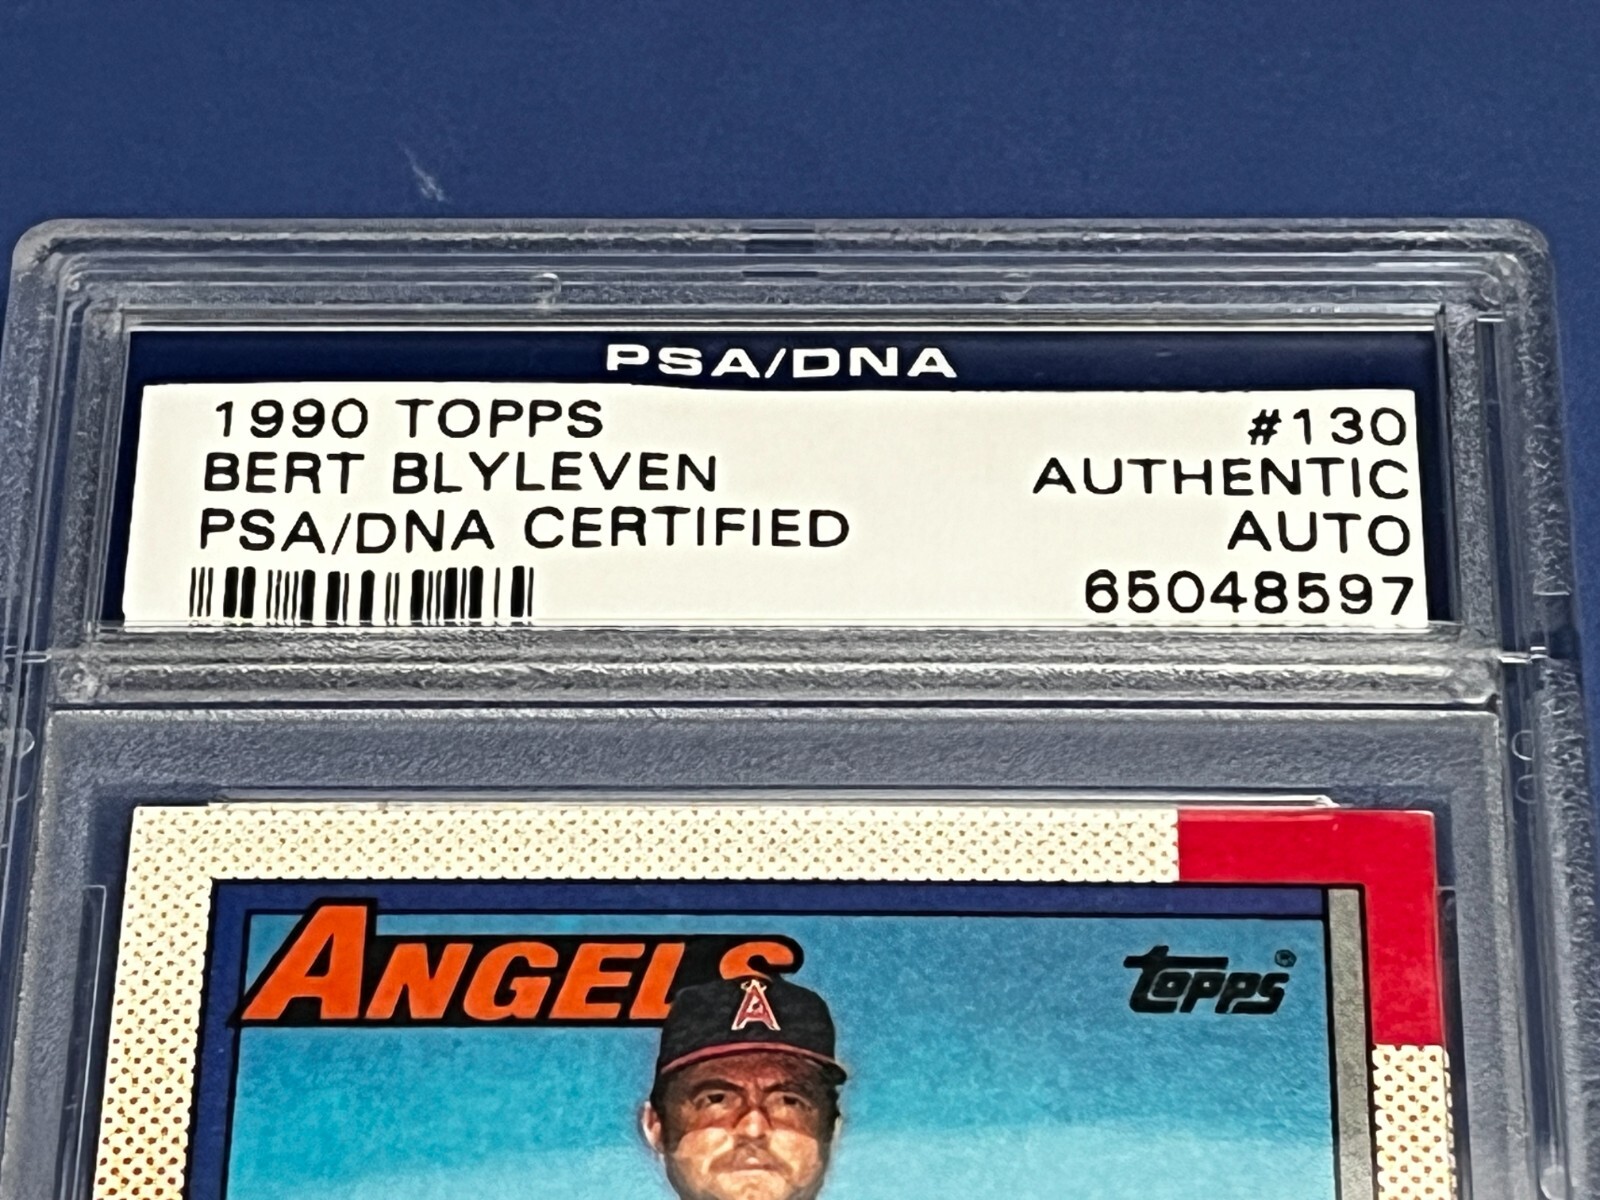 PSA/DNA
1990 TOPPS #130
BERT BLYLEVEN AUTHENTIC
PSA/DNA CERTIFIED AUTO
65048597
ANGELS
TOPPS®
A